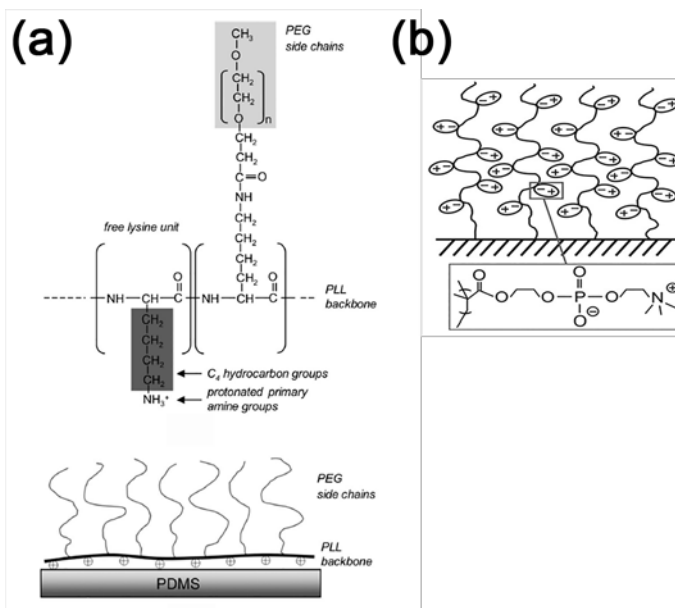 (a)
(b)
PEG
side chains
CH3
O
CH2
CH2
n
O
CH2
CH2
C=O
NH
CH2
CH2
CH2
CH2
free lysine unit
O
O
NH
CH
C
NH
CH
C
PLL
backbone
CH2
CH2
CH2
CH2
C4 hydrocarbon groups
NH3+
protonated primary
amine groups
PEG
side chains
PLL
backbone
PDMS
O
O
O
O
P
O
N
O